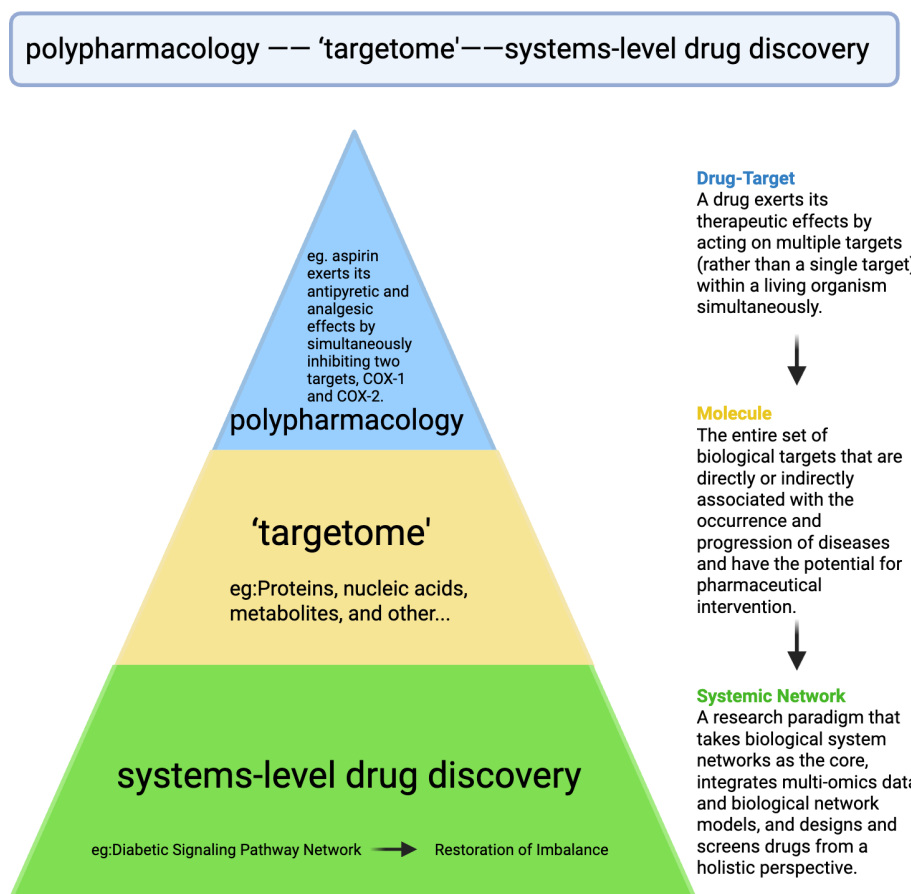 polypharmacology —— ‘targetome'——systems-level drug discovery
eg. aspirin
exerts its
antipyretic and
analgesic
effects by
simultaneously
inhibiting two
targets, COX-1
and COX-2.
polypharmacology
‘targetome'
eg:Proteins, nucleic acids,
metabolites, and other...
systems-level drug discovery
eg:Diabetic Signaling Pathway Network
Restoration of Imbalance
Drug-Target
A drug exerts its
therapeutic effects by
acting on multiple targets
(rather than a single target)
within a living organism
simultaneously.
Molecule
The entire set of
biological targets that are
directly or indirectly
associated with the
occurrence and
progression of diseases
and have the potential for
pharmaceutical
intervention.
Systemic Network
A research paradigm that
takes biological system
networks as the core,
integrates multi-omics data
and biological network
models, and designs and
screens drugs from a
holistic perspective.